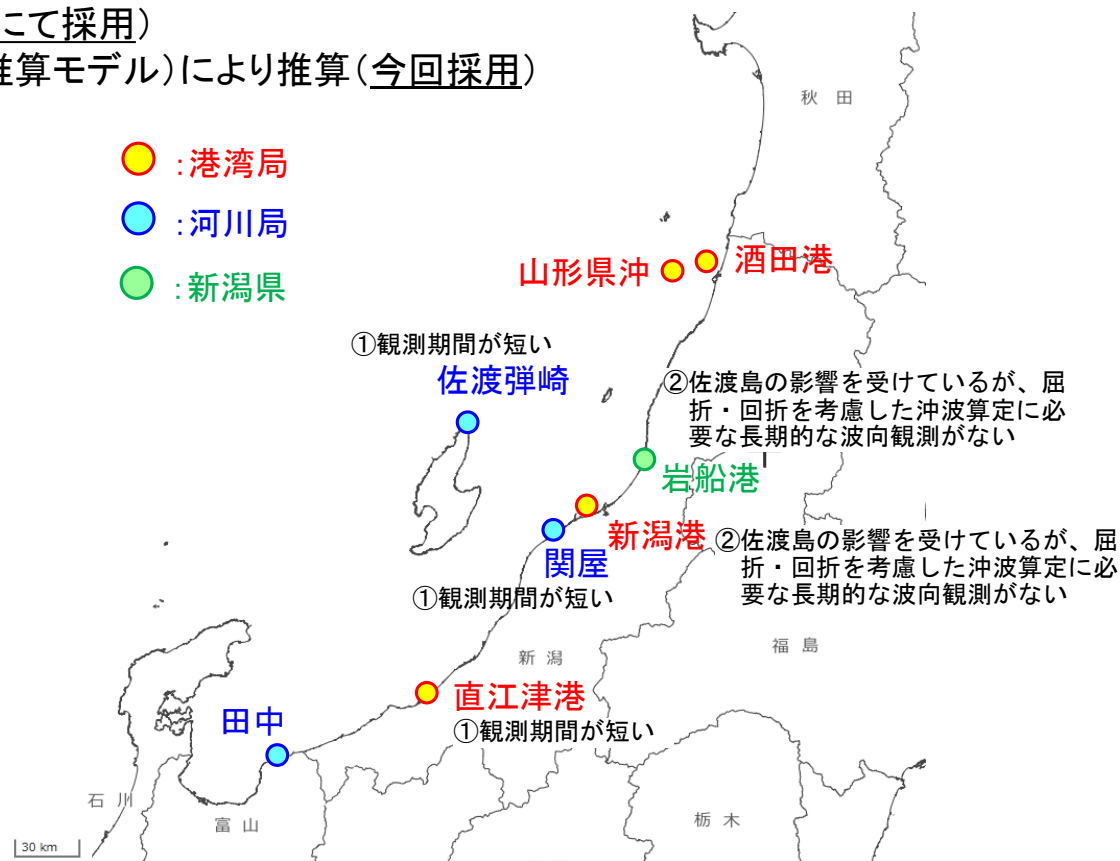 にて採用)
推算モデル)により推算(今回採用)
:港湾局
:河川局
:新潟県
秋 田
山形県沖
酒田港
①観測期間が短い
佐渡弾崎
②佐渡島の影響を受けているが、屈
折・回折を考慮した沖波算定に必
要な長期的な波向観測がない
岩船港
新潟港
関屋
②佐渡島の影響を受けているが、屈
折・回折を考慮した沖波算定に必
要な長期的な波向観測がない
①観測期間が短い
新 潟
福 島
直江津港
①観測期間が短い
田中
石 川
富 山
栃 木
30 km